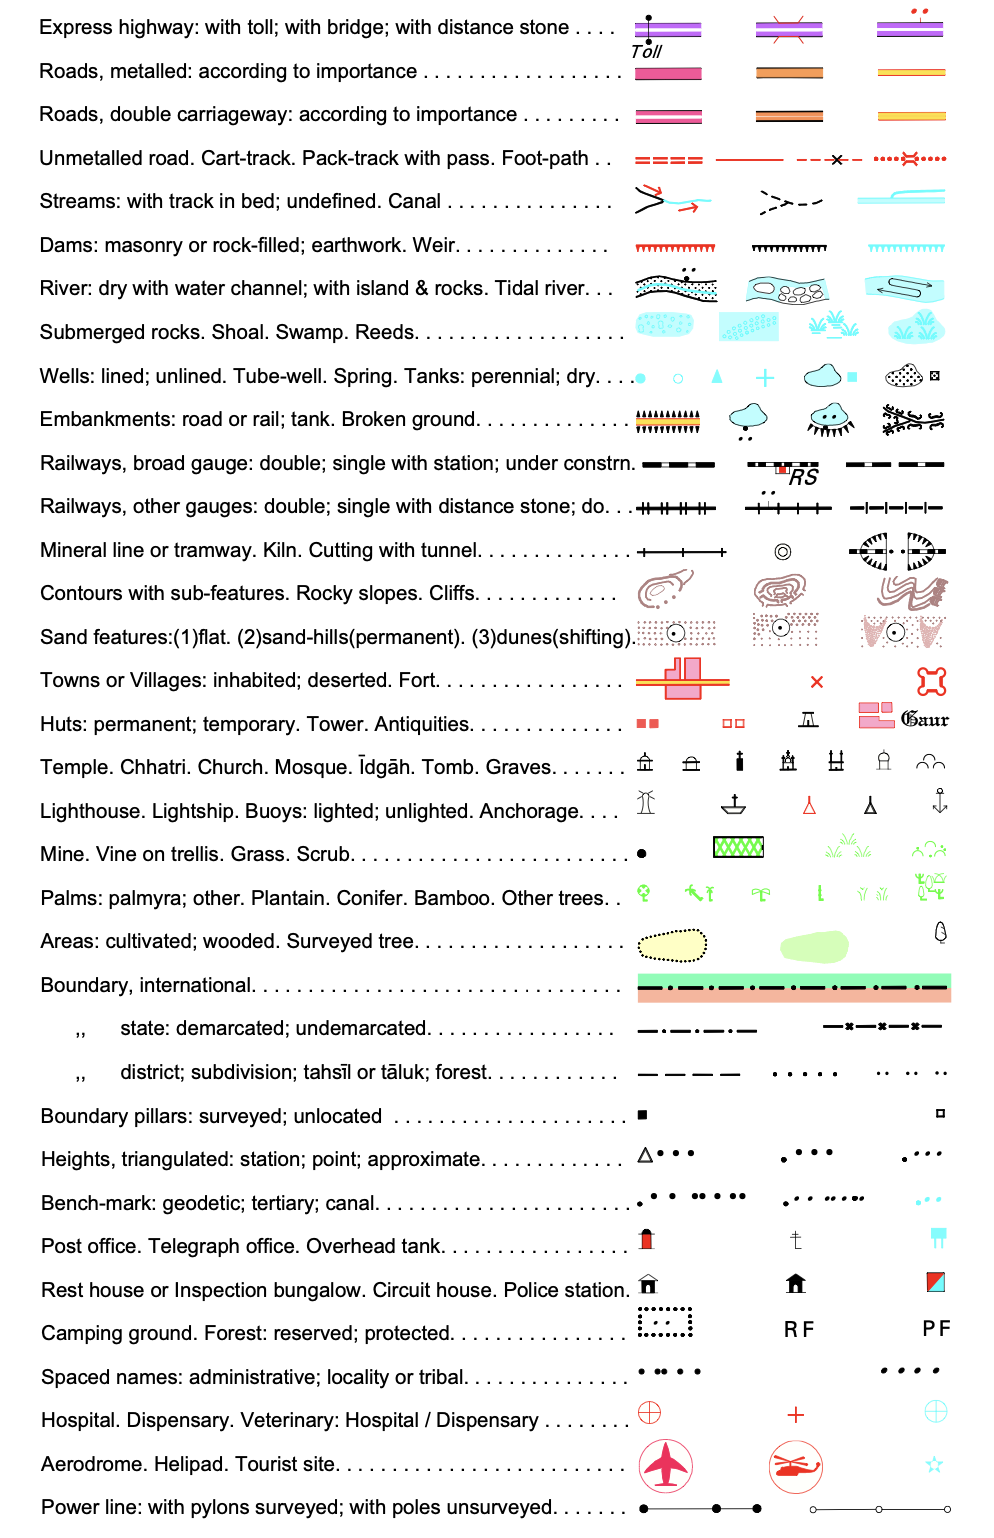 Express highway: with toll; with bridge; with distance stone . . . .
Toll
Roads, metalled: according to importance . . . . . . . . . . . . . . . . . .
Roads, double carriageway: according to importance . . . . . . . . .
Unmetalled road. Cart-track. Pack-track with pass. Foot-path . .
Streams: with track in bed; undefined. Canal . . . . . . . . . . . . . . .
Dams: masonry or rock-filled; earthwork. Weir. . . . . . . . . . . . . .
River: dry with water channel; with island & rocks. Tidal river. . .
Submerged rocks. Shoal. Swamp. Reeds. . . . . . . . . . . . . . . . . . .
Wells: lined; unlined. Tube-well. Spring. Tanks: perennial; dry. . . .
Embankments: road or rail; tank. Broken ground. . . . . . . . . . . . . .
Railways, broad gauge: double; single with station; under constrn.
RS
Railways, other gauges: double; single with distance stone; do. . .
Mineral line or tramway. Kiln. Cutting with tunnel. . . . . . . . . . . . . .
Contours with sub-features. Rocky slopes. Cliffs. . . . . . . . . . . . .
Sand features:(1)flat. (2)sand-hills(permanent). (3)dunes(shifting).
Towns or Villages: inhabited; deserted. Fort. . . . . . . . . . . . . . . . .
Huts: permanent; temporary. Tower. Antiquities. . . . . . . . . . . . . .
Gaur
Temple. Chhatri. Church. Mosque. Īdgāh. Tomb. Graves. . . . . . .
Lighthouse. Lightship. Buoys: lighted; unlighted. Anchorage. . . .
Mine. Vine on trellis. Grass. Scrub. . . . . . . . . . . . . . . . . . . . . . . . .
Palms: palmyra; other. Plantain. Conifer. Bamboo. Other trees. . .
Areas: cultivated; wooded. Surveyed tree. . . . . . . . . . . . . . . . . . .
Boundary, international. . . . . . . . . . . . . . . . . . . . . . . . . . . . . . . . .
,, state: demarcated; undemarcated. . . . . . . . . . . . . . . . .
,, district; subdivision; tahsīl or tāluk; forest. . . . . . . . . . . .
Boundary pillars: surveyed; unlocated . . . . . . . . . . . . . . . . . . . . .
Heights, triangulated: station; point; approximate. . . . . . . . . . . . .
Bench-mark: geodetic; tertiary; canal. . . . . . . . . . . . . . . . . . . . . . .
Post office. Telegraph office. Overhead tank. . . . . . . . . . . . . . . . .
Rest house or Inspection bungalow. Circuit house. Police station.
Camping ground. Forest: reserved; protected. . . . . . . . . . . . . . . .
R F
P F
Spaced names: administrative; locality or tribal. . . . . . . . . . . . . . .
Hospital. Dispensary. Veterinary: Hospital / Dispensary . . . . . . . .
Aerodrome. Helipad. Tourist site. . . . . . . . . . . . . . . . . . . . . . . . . .
Power line: with pylons surveyed; with poles unsurveyed. . . . . . .